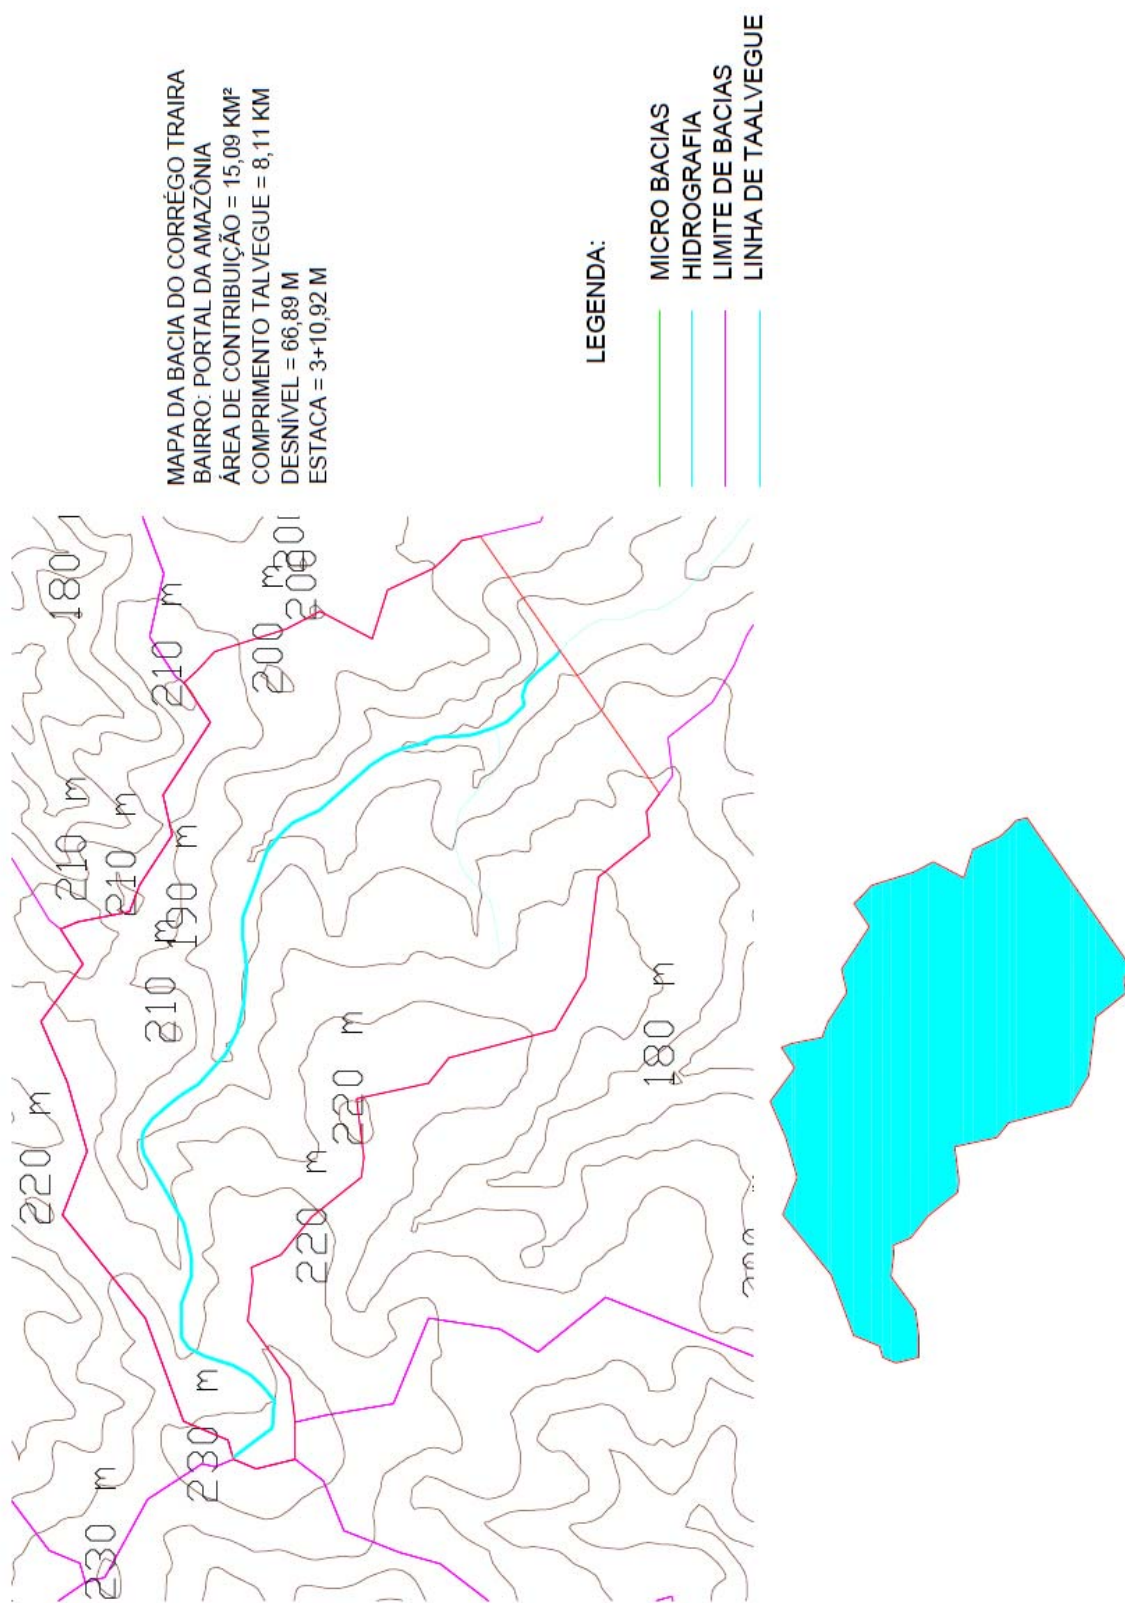 MAPA DA BACIA DO CORRÉGO TRAIRA
BAIRRO: PORTAL DA AMAZÔNIA
ÁREA DE CONTRIBUIÇÃO = 15,09 KM²
COMPRIMENTO TALVEGUE = 8,11 KM
DESNÍVEL = 66,89 M
ESTACA = 3+10,92 M
LEGENDA:
MICRO BACIAS
HIDROGRAFIA
LIMITE DE BACIAS
LINHA DE TAALVEGUE
230 m
220 m
210 m
210 m
180
230 m
210 m
190 m
210 m
220 m
220 m
200 m
200
180 m